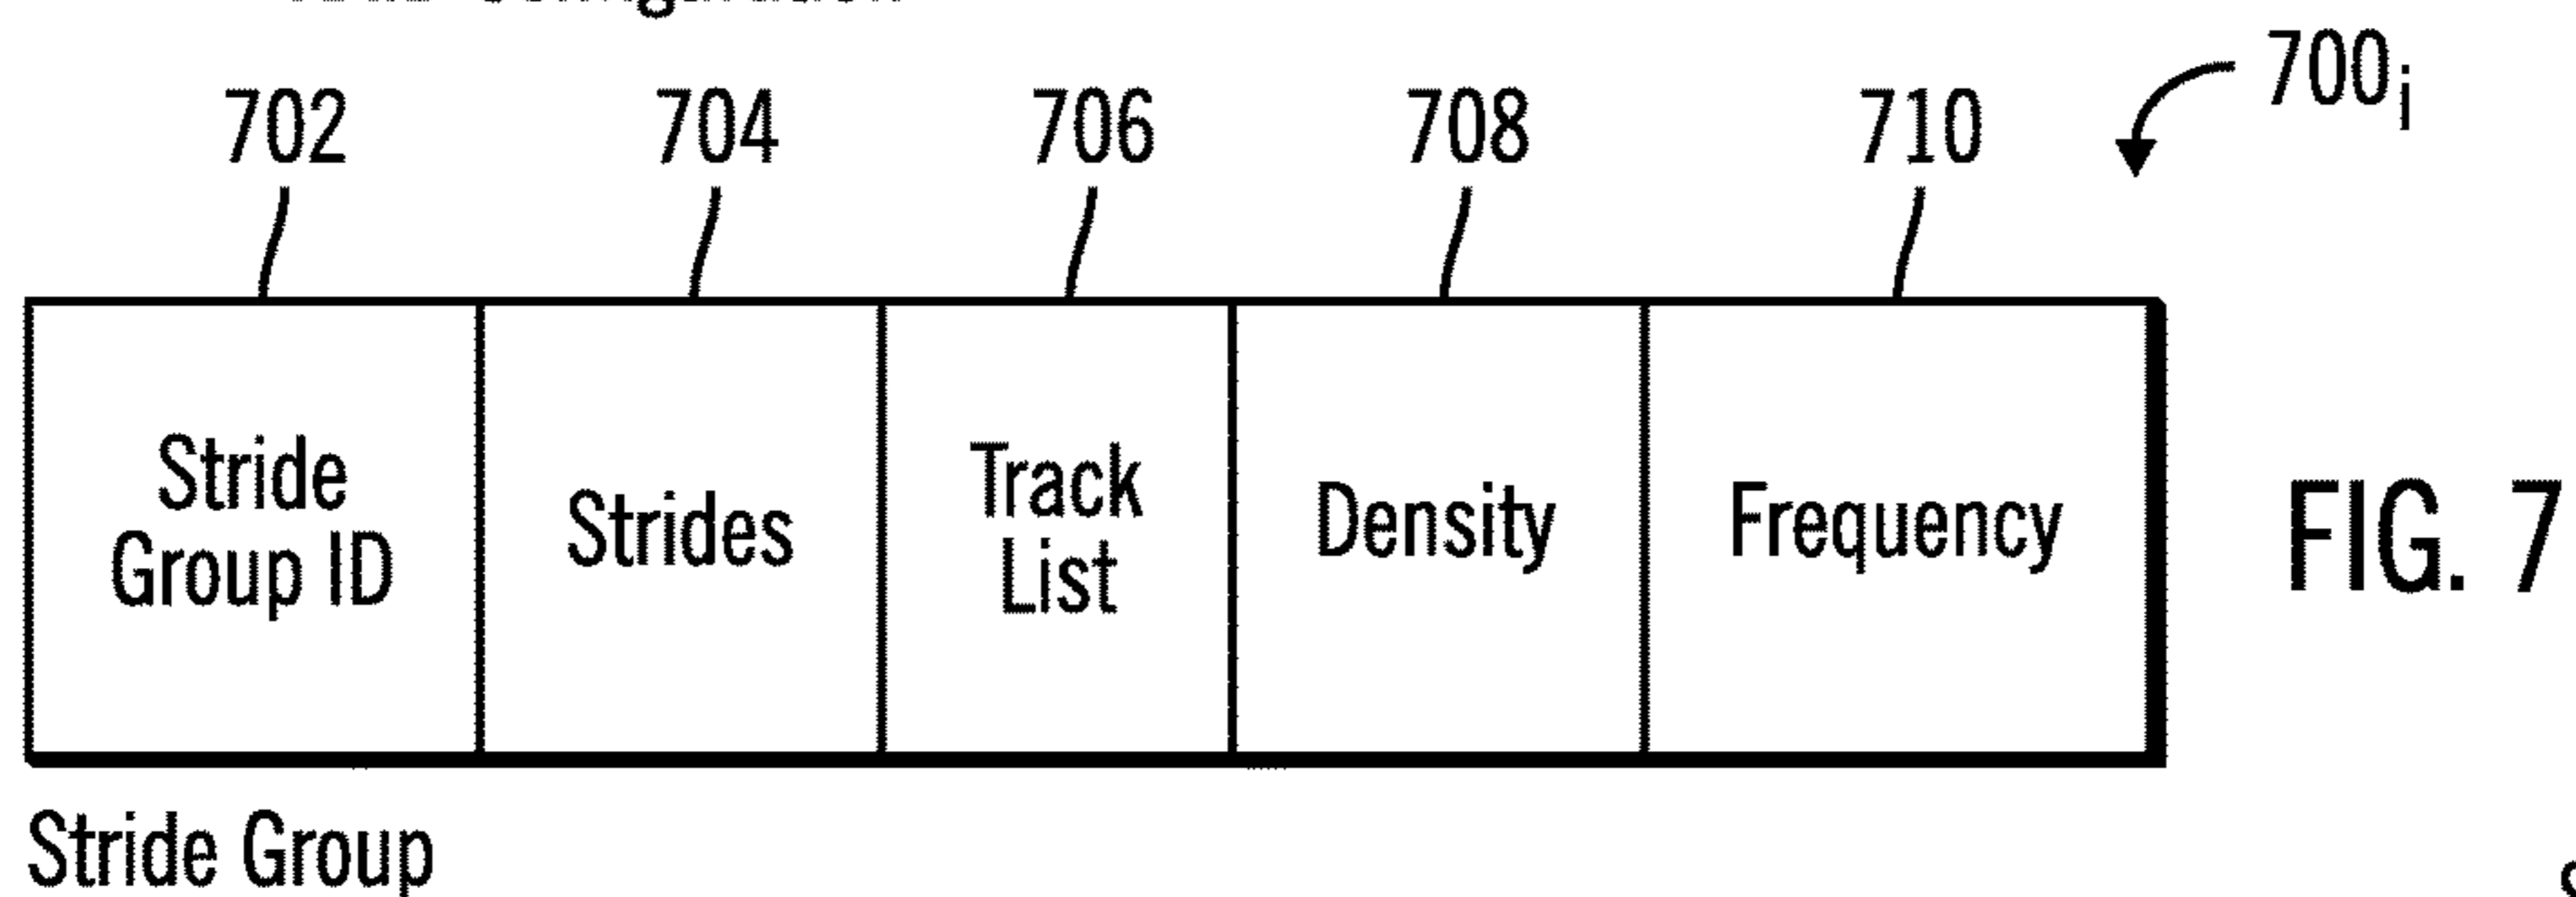 702 704 706 708 710 700i
Stride Group ID
Strides
Track List
Density
Frequency
FIG. 7
Stride Group